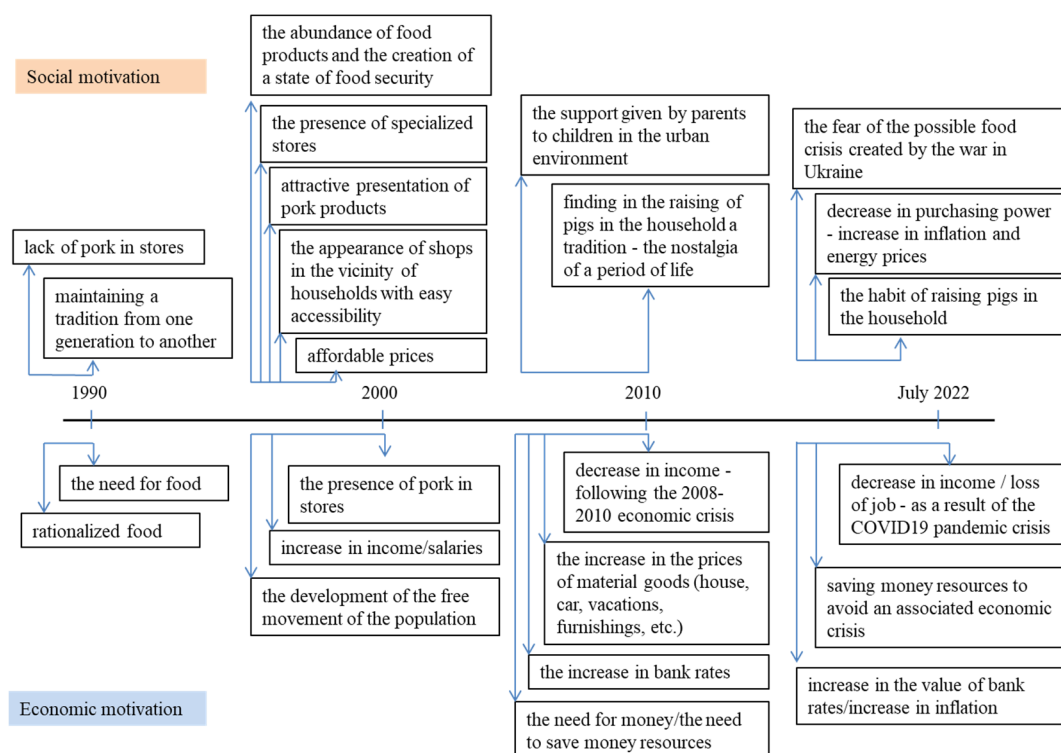 the abundance of food
products and the creation of
a state of food security
Social motivation
the presence of specialized
stores
attractive presentation of
pork products
the appearance of shops
in the vicinity of
households with easy
accessibility
affordable prices
lack of pork in stores
maintaining a
tradition from one
generation to another
the support given by parents
to children in the urban
environment
finding in the raising of
pigs in the household a
tradition - the nostalgia
of a period of life
the fear of the possible food
crisis created by the war in
Ukraine
decrease in purchasing power
- increase in inflation and
energy prices
the habit of raising pigs in
the household
1990
2000
2010
July 2022
the need for food
rationalized food
the presence of pork in
stores
increase in income/salaries
the development of the free
movement of the population
decrease in income -
following the 2008-
2010 economic crisis
the increase in the prices
of material goods (house,
car, vacations,
furnishings, etc.)
the increase in bank rates
the need for money/the need
to save money resources
decrease in income / loss
of job - as a result of the
COVID19 pandemic crisis
saving money resources to
avoid an associated economic
crisis
increase in the value of bank
rates/increase in inflation
Economic motivation